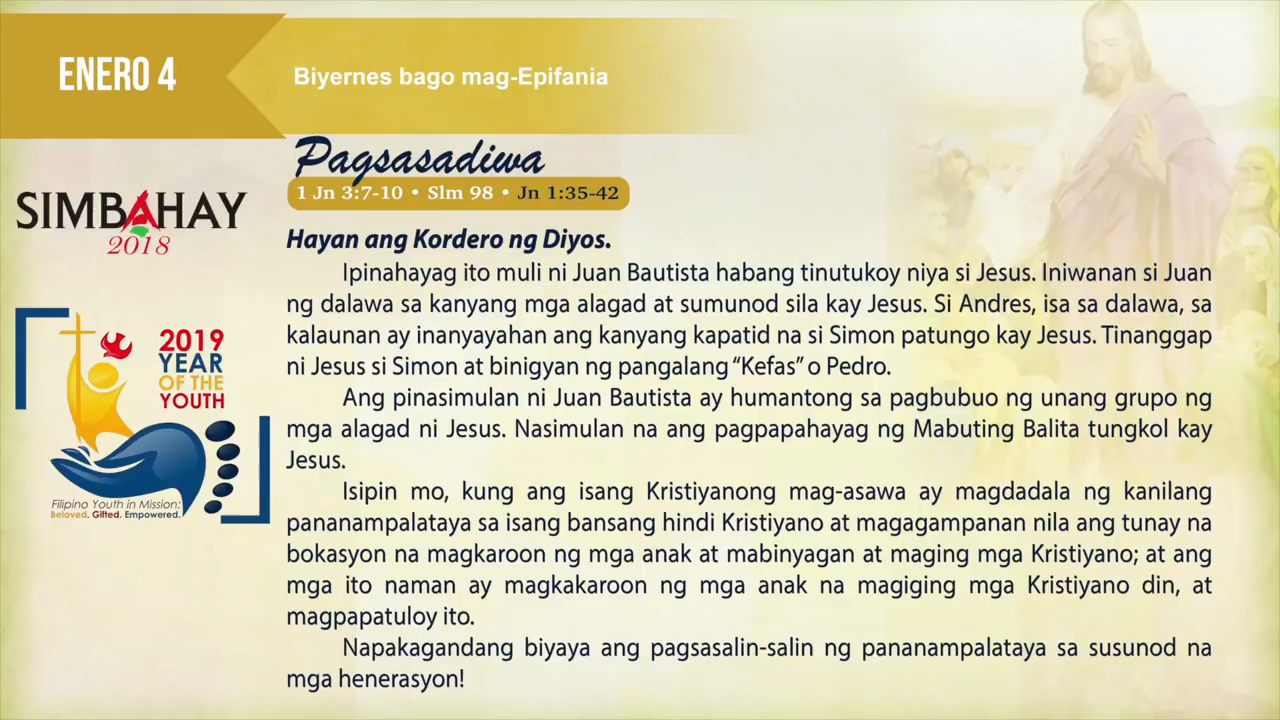 ENERO 4
Biyernes bago mag-Epifania
Pagsasadiwa
1 Jn 3:7-10 • Slm 98 • Jn 1:35-42
SIMBAHAY
2018
2019
YEAR
OF THE
YOUTH
Filipino Youth in Mission:
Beloved. Gifted. Empowered.
Hayan ang Kordero ng Diyos.
Ipinahayag ito muli ni Juan Bautista habang tinutukoy niya si Jesus. Iniwanan si Juan
ng dalawa sa kanyang mga alagad at sumunod sila kay Jesus. Si Andres, isa sa dalawa, sa
kalaunan ay inanyayahan ang kanyang kapatid na si Simon patungo kay Jesus. Tinanggap
ni Jesus si Simon at binigyan ng pangalang “Kefas” o Pedro.
Ang pinasimulan ni Juan Bautista ay humantong sa pagbubuo ng unang grupo ng
mga alagad ni Jesus. Nasimulan na ang pagpapahayag ng Mabuting Balita tungkol kay
Jesus.
Isipin mo, kung ang isang Kristiyanong mag-asawa ay magdadala ng kanilang
pananampalataya sa isang bansang hindi Kristiyano at magagampanan nila ang tunay na
bokasyon na magkaroon ng mga anak at mabinyagan at maging mga Kristiyano; at ang
mga ito naman ay magkakaroon ng mga anak na magiging mga Kristiyano din, at
magpapatuloy ito.
Napakagandang biyaya ang pagsasalin-salin ng pananampalataya sa susunod na
mga henerasyon!